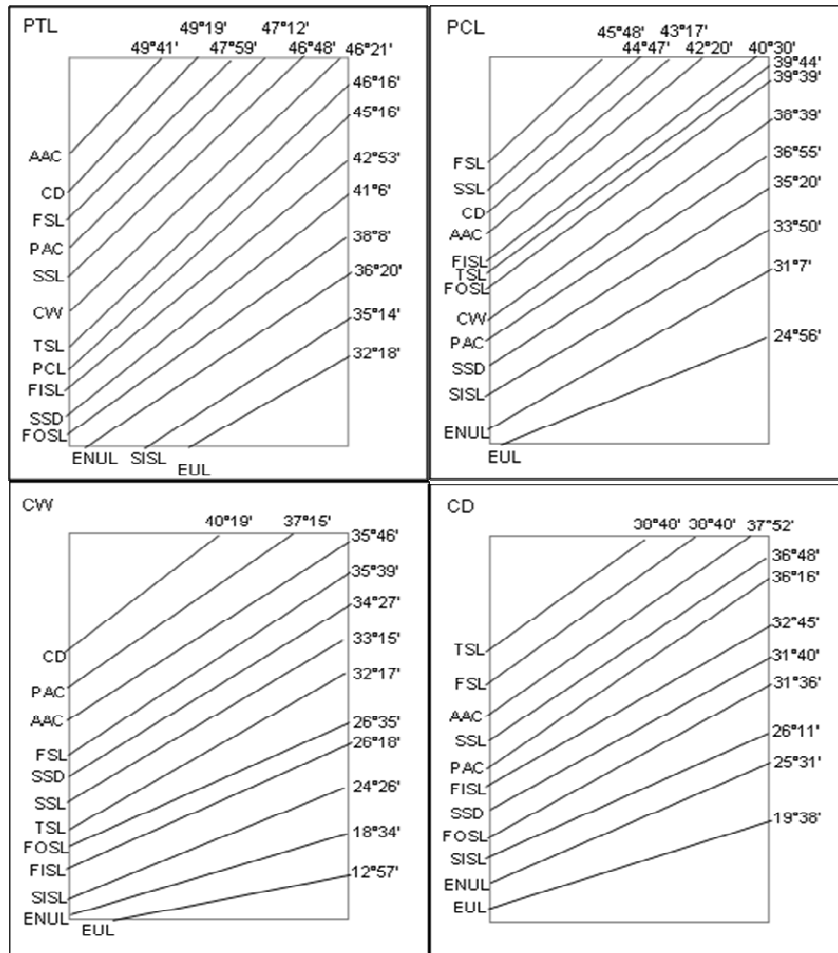 PTL
49°19' 47°12'
49°41' 47°59' 46°48' 46°21'
46°16'
45°16'
42°53'
41°6'
38°8'
36°20'
35°14'
32°18'
AAC
CD
FSL
PAC
SSL
CW
TSL
PCL
FISL
SSD
FOSL
ENUL SISL
EUL
PCL
45°48' 43°17'
44°47' 42°20' 40°30'
39°44'
39°39'
38°39'
36°55'
35°20'
33°50'
31°7'
24°56'
FSL
SSL
CD
AAC
FISL
TSL
FOSL
CW
PAC
SSD
SISL
ENUL
EUL
CW
40°19' 37°15'
35°46'
35°39'
34°27'
33°15'
32°17'
26°35'
26°18'
24°26'
18°34'
12°57'
CD
PAC
AAC
FSL
SSD
SSL
TSL
FOSL
FISL
SISL
ENUL
EUL
CD
37°52'
36°48'
36°16'
32°45'
31°40'
31°36'
26°11'
25°31'
19°38'
TSL
FSL
AAC
SSL
PAC
FISL
SSD
FOSL
SISL
ENUL
EUL